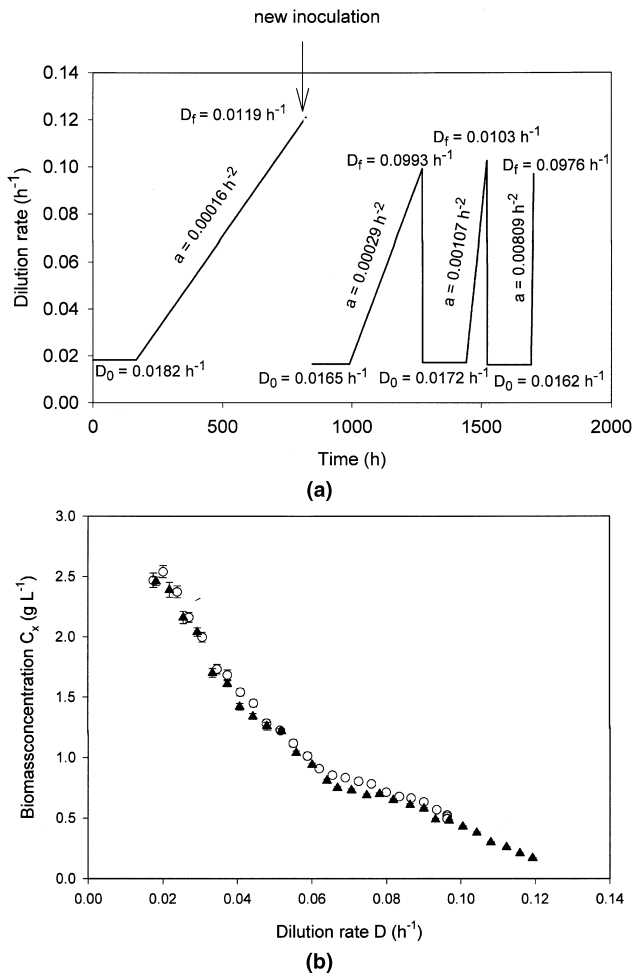 new inoculation
0.14
0.12
0.10
0.08
0.06
0.04
0.02
0.00
Dilution rate (h⁻¹)
D_f = 0.0119 h⁻¹
a = 0.00016 h⁻²
D₀ = 0.0182 h⁻¹
D_f = 0.0993 h⁻¹
a = 0.00029 h⁻²
D₀ = 0.0165 h⁻¹
D_f = 0.0103 h⁻¹
a = 0.00107 h⁻²
D₀ = 0.0172 h⁻¹
D_f = 0.0976 h⁻¹
a = 0.00809 h⁻²
D₀ = 0.0162 h⁻¹
0 500 1000 1500 2000
Time (h)
(a)
3.0
2.5
2.0
1.5
1.0
0.5
0.0
Biomassconcentration Cₓ (g L⁻¹)
0.00 0.02 0.04 0.06 0.08 0.10 0.12 0.14
Dilution rate D (h⁻¹)
(b)